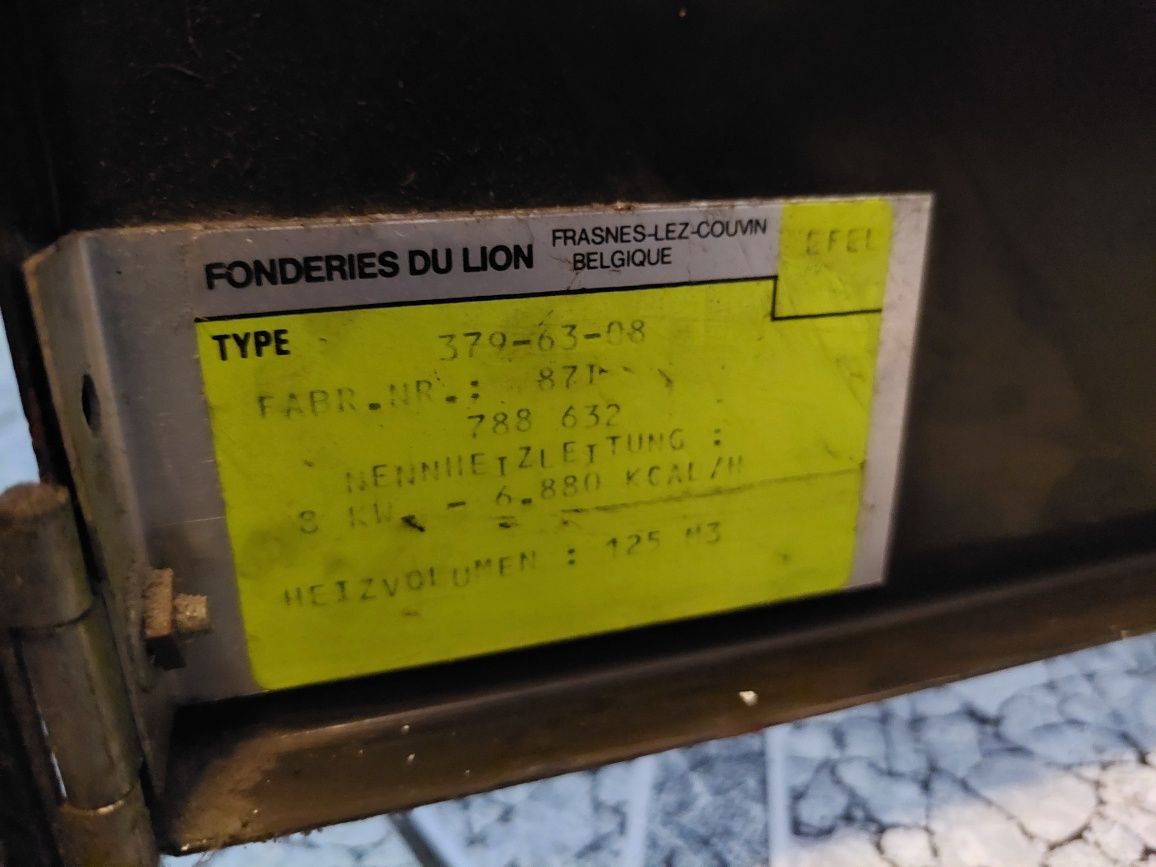 FONDERIES DU LION
FRASNES-LEZ-COUVIN
BELGIQUE
EFEL
TYPE 379-63-08
FABR.NR.:
788 632
NENNHEIZLEITUNG :
8 KW. - 6.880 KCAL/H
HEIZVOLUMEN : 125 M3